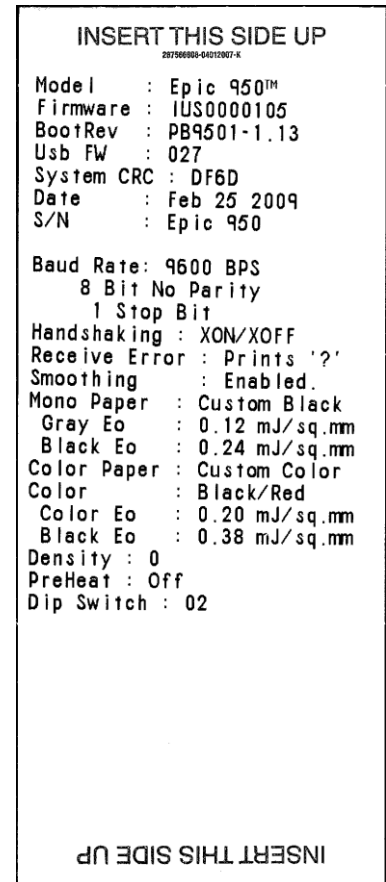 INSERT THIS SIDE UP
287566608-04012007-K
Model : Epic 950™
Firmware : IUS0000105
BootRev : PB9501-1.13
Usb FW : 027
System CRC : DF6D
Date : Feb 25 2009
S/N : Epic 950
Baud Rate: 9600 BPS
8 Bit No Parity
1 Stop Bit
Handshaking : XON/XOFF
Receive Error : Prints '?'
Smoothing : Enabled.
Mono Paper : Custom Black
Gray Eo : 0.12 mJ/sq.mm
Black Eo : 0.24 mJ/sq.mm
Color Paper : Custom Color
Color : Black/Red
Color Eo : 0.20 mJ/sq.mm
Black Eo : 0.38 mJ/sq.mm
Density : 0
PreHeat : Off
Dip Switch : 02
INSERT THIS SIDE UP